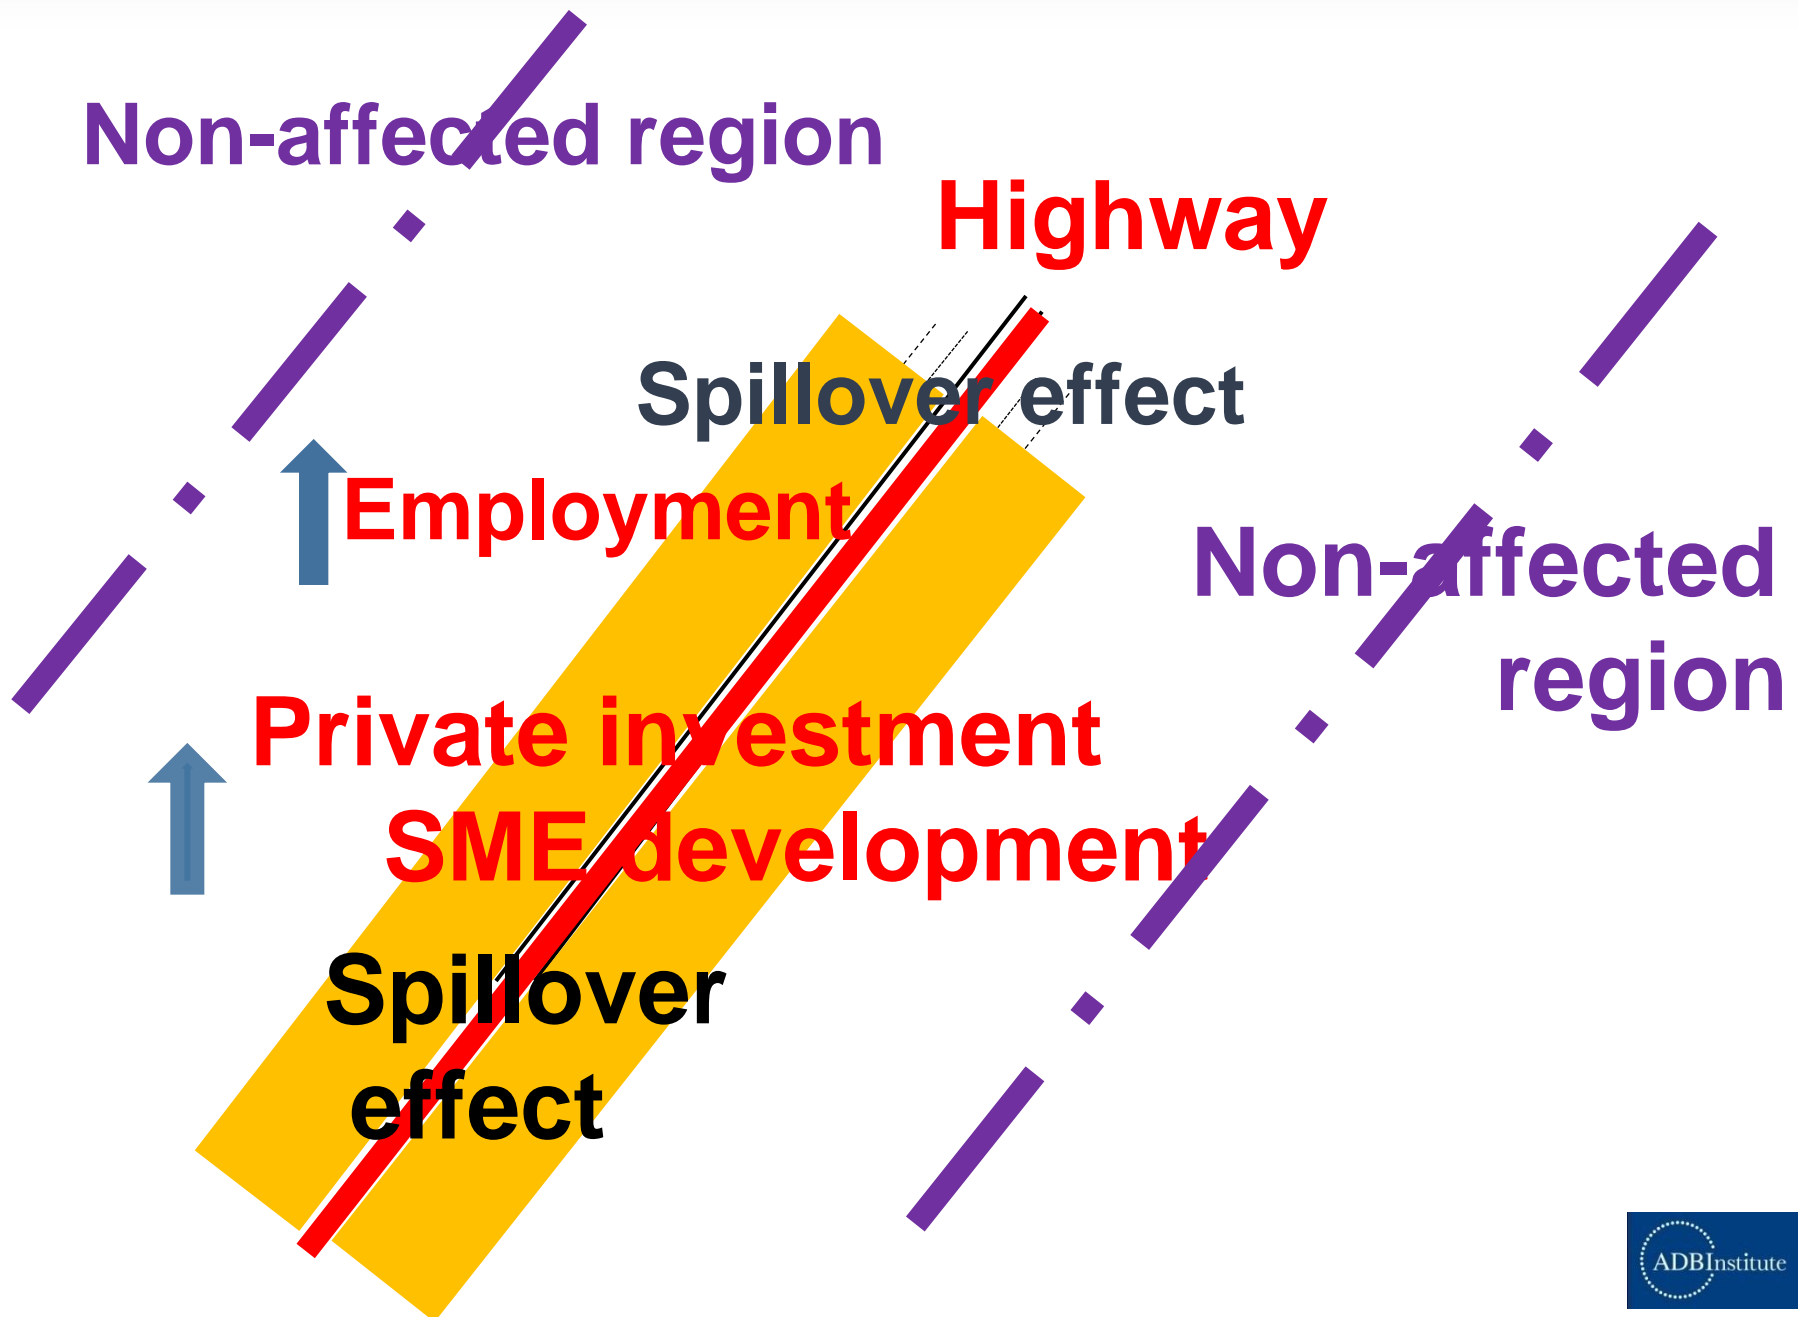 Non-affected region
Highway
Spillover effect
Employment
Non-affected
region
Private investment
SME development
Spillover
effect
ADBInstitute